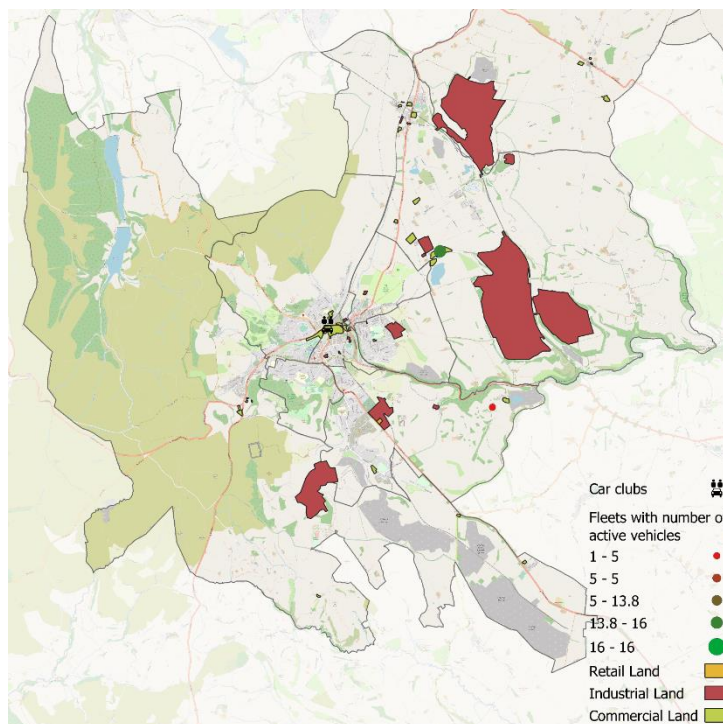 Car clubs
Fleets with number o
active vehicles
1 - 5
5 - 5
5 - 13.8
13.8 - 16
16 - 16
Retail Land
Industrial Land
Commercial Land